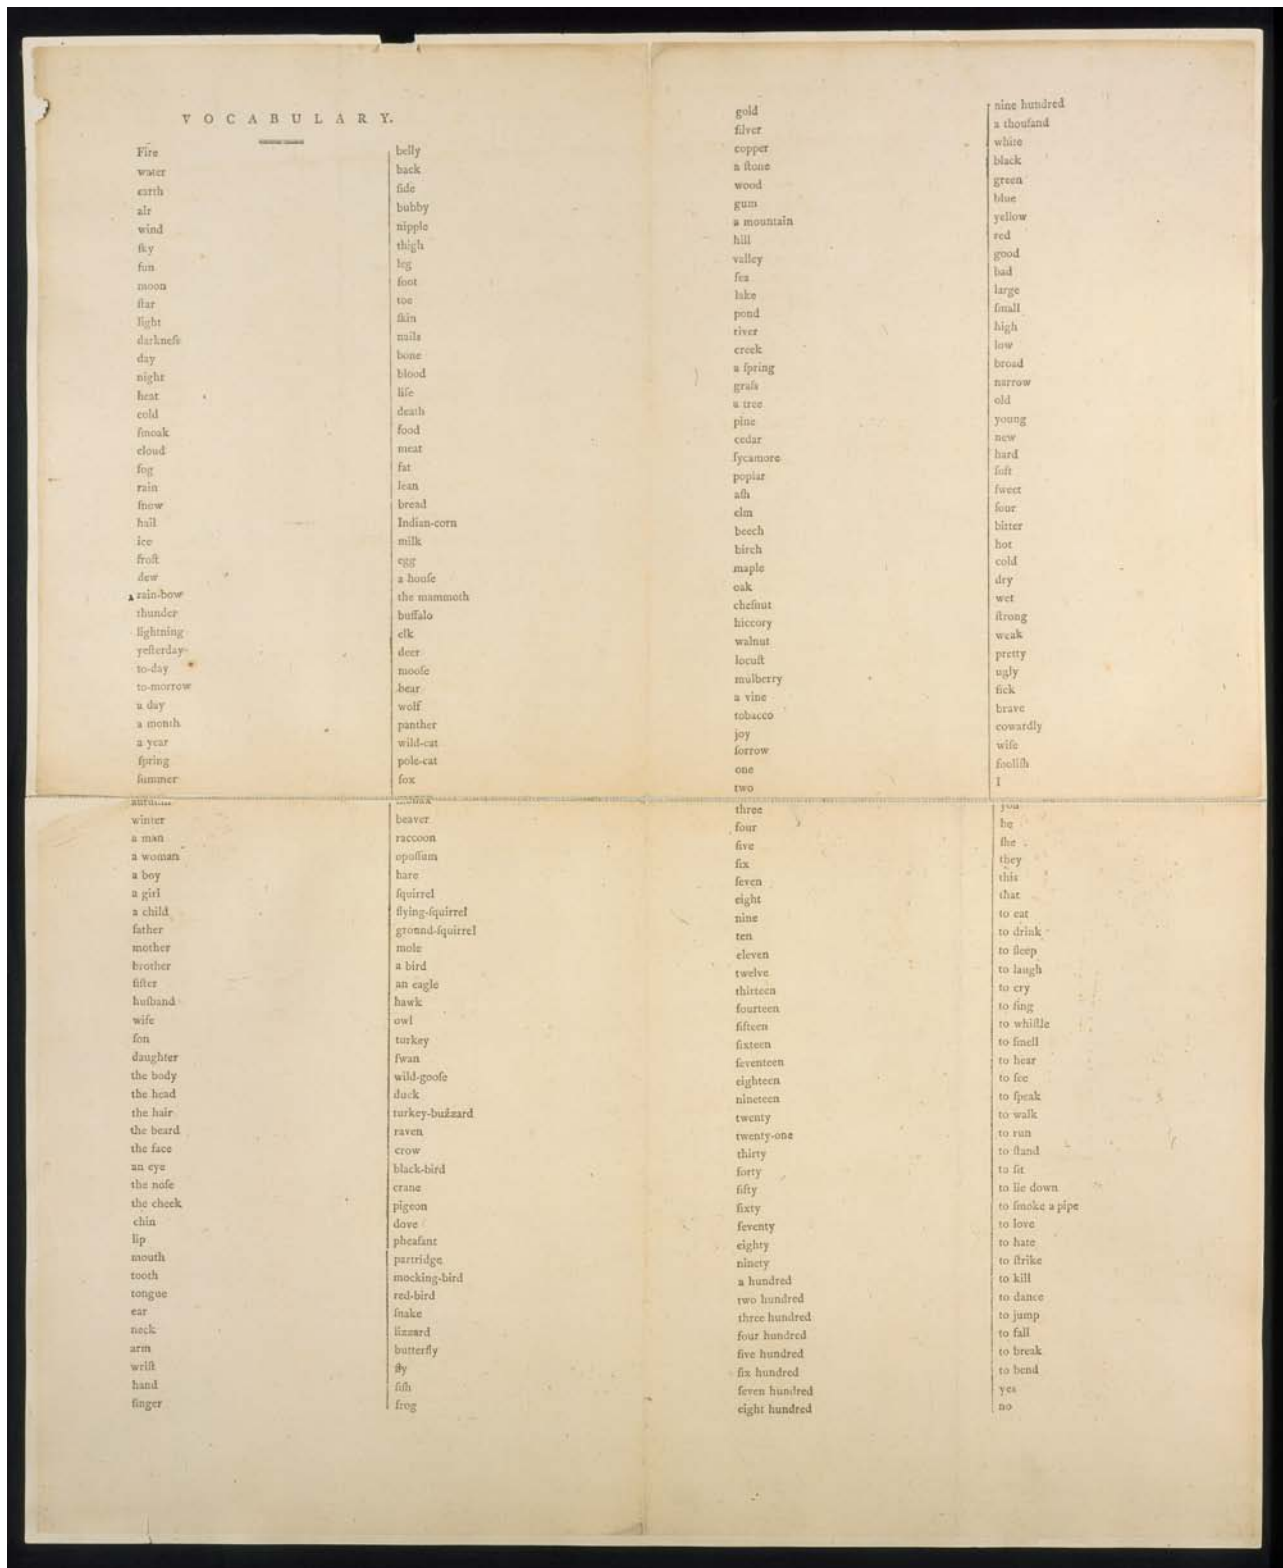 VOCABULARY.
Fire
water
earth
air
wind
ſky
ſun
moon
ſtar
light
darkneſs
day
night
heat
cold
ſmoak
cloud
fog
rain
ſnow
hail
ice
froſt
dew
rain-bow
thunder
lightning
yeſterday
to-day
to-morrow
a day
a month
a year
ſpring
ſummer
autumn
winter
a man
a woman
a boy
a girl
a child
father
mother
brother
ſiſter
huſband
wife
ſon
daughter
the body
the head
the hair
the beard
the face
an eye
the noſe
the cheek
chin
lip
mouth
tooth
tongue
ear
neck
arm
wriſt
hand
finger
belly
back
ſide
bubby
nipple
thigh
leg
foot
toe
ſkin
nails
bone
blood
life
death
food
meat
fat
lean
bread
Indian-corn
milk
egg
a houſe
the mammoth
buffalo
elk
deer
mooſe
bear
wolf
panther
wild-cat
pole-cat
fox
beaver
raccoon
opoſſum
hare
ſquirrel
flying-ſquirrel
ground-ſquirrel
mole
a bird
an eagle
hawk
owl
turkey
ſwan
wild-gooſe
duck
turkey-buzzard
raven
crow
black-bird
crane
pigeon
dove
pheaſant
partridge
mocking-bird
red-bird
ſnake
lizzard
butterfly
fly
fiſh
frog
gold
ſilver
copper
a ſtone
wood
gum
a mountain
hill
valley
ſea
lake
pond
river
creek
a ſpring
graſs
a tree
pine
cedar
ſycamore
poplar
aſh
elm
beech
birch
maple
oak
cheſnut
hiccory
walnut
locuſt
mulberry
a vine
tobacco
joy
ſorrow
one
two
three
four
five
ſix
ſeven
eight
nine
ten
eleven
twelve
thirteen
fourteen
fifteen
ſixteen
ſeventeen
eighteen
nineteen
twenty
twenty-one
thirty
forty
fifty
ſixty
ſeventy
eighty
ninety
a hundred
two hundred
three hundred
four hundred
five hundred
ſix hundred
ſeven hundred
eight hundred
nine hundred
a thouſand
white
black
green
blue
yellow
red
good
bad
large
ſmall
high
low
broad
narrow
old
young
new
hard
ſoft
ſweet
ſour
bitter
hot
cold
dry
wet
ſtrong
weak
pretty
ugly
ſick
brave
cowardly
wiſe
fooliſh
I
you
he
ſhe
they
this
that
to eat
to drink
to ſleep
to laugh
to cry
to ſing
to whiſtle
to ſmell
to hear
to ſee
to ſpeak
to walk
to run
to ſtand
to ſit
to lie down
to ſmoke a pipe
to love
to hate
to ſtrike
to kill
to dance
to jump
to fall
to break
to bend
yes
no